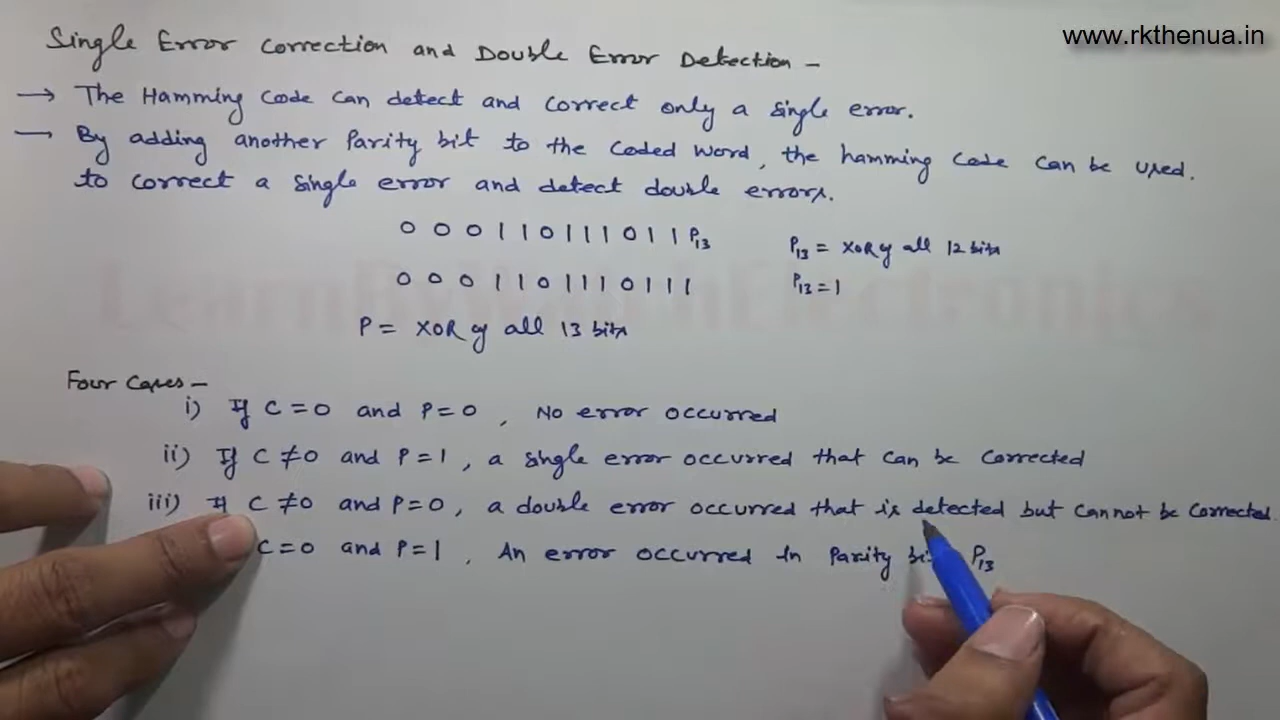 www.rkthenua.in
Single Error Correction and Double Error Detection -
→ The Hamming Code Can detect and correct only a single error.
→ By adding another Parity bit to the Coded Word, the hamming Code Can be used.
to correct a single error and detect double errors.
0 0 0 1 1 0 1 1 1 0 1 1 P13
P13 = XOR of all 12 bits
0 0 0 1 1 0 1 1 1 0 1 1 1
P13 = 1
P = XOR of all 13 bits
Four Cases -
i) If C = 0 and P = 0 , No error occurred
ii) If C ≠ 0 and P = 1 , a single error occurred that can be corrected
iii) If C ≠ 0 and P = 0 , a double error occurred that is detected but cannot be corrected.
C = 0 and P = 1 , An error occurred in Parity P13